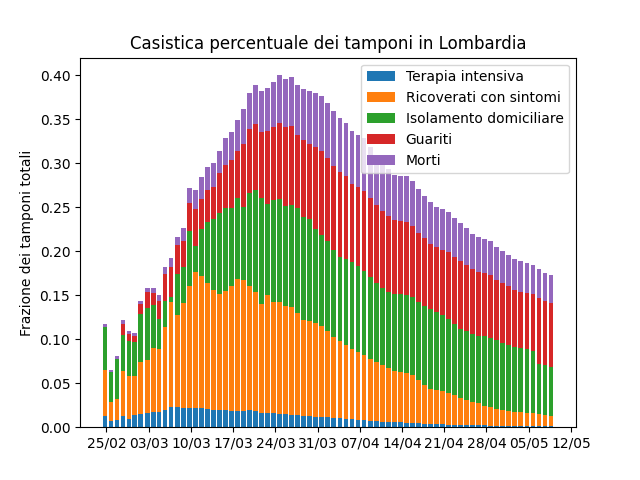 Casistica percentuale dei tamponi in Lombardia
Frazione dei tamponi totali
0.40
0.35
0.30
0.25
0.20
0.15
0.10
0.05
0.00
25/02 03/03 10/03 17/03 24/03 31/03 07/04 14/04 21/04 28/04 05/05 12/05
Terapia intensiva
Ricoverati con sintomi
Isolamento domiciliare
Guariti
Morti